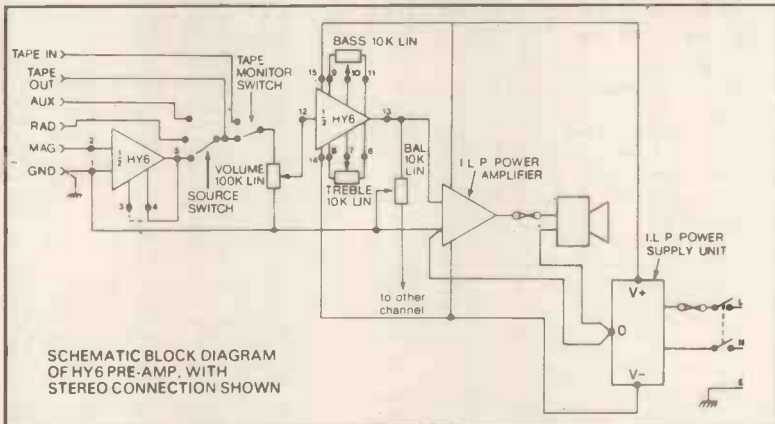 TAPE IN
TAPE
OUT
AUX
RAD
MAG
GND
2
1
½
HY6
3
4
5
SOURCE
SWITCH
TAPE
MONITOR
SWITCH
VOLUME
100K LIN
BASS 10K LIN
15
9
10
11
12
½
HY6
13
14
8
7
6
TREBLE
10K LIN
BAL
10K
LIN
to other
channel
I.L.P. POWER
AMPLIFIER
I.L.P. POWER
SUPPLY UNIT
V+
0
V-
L
N
E
SCHEMATIC BLOCK DIAGRAM
OF HY6 PRE-AMP, WITH
STEREO CONNECTION SHOWN